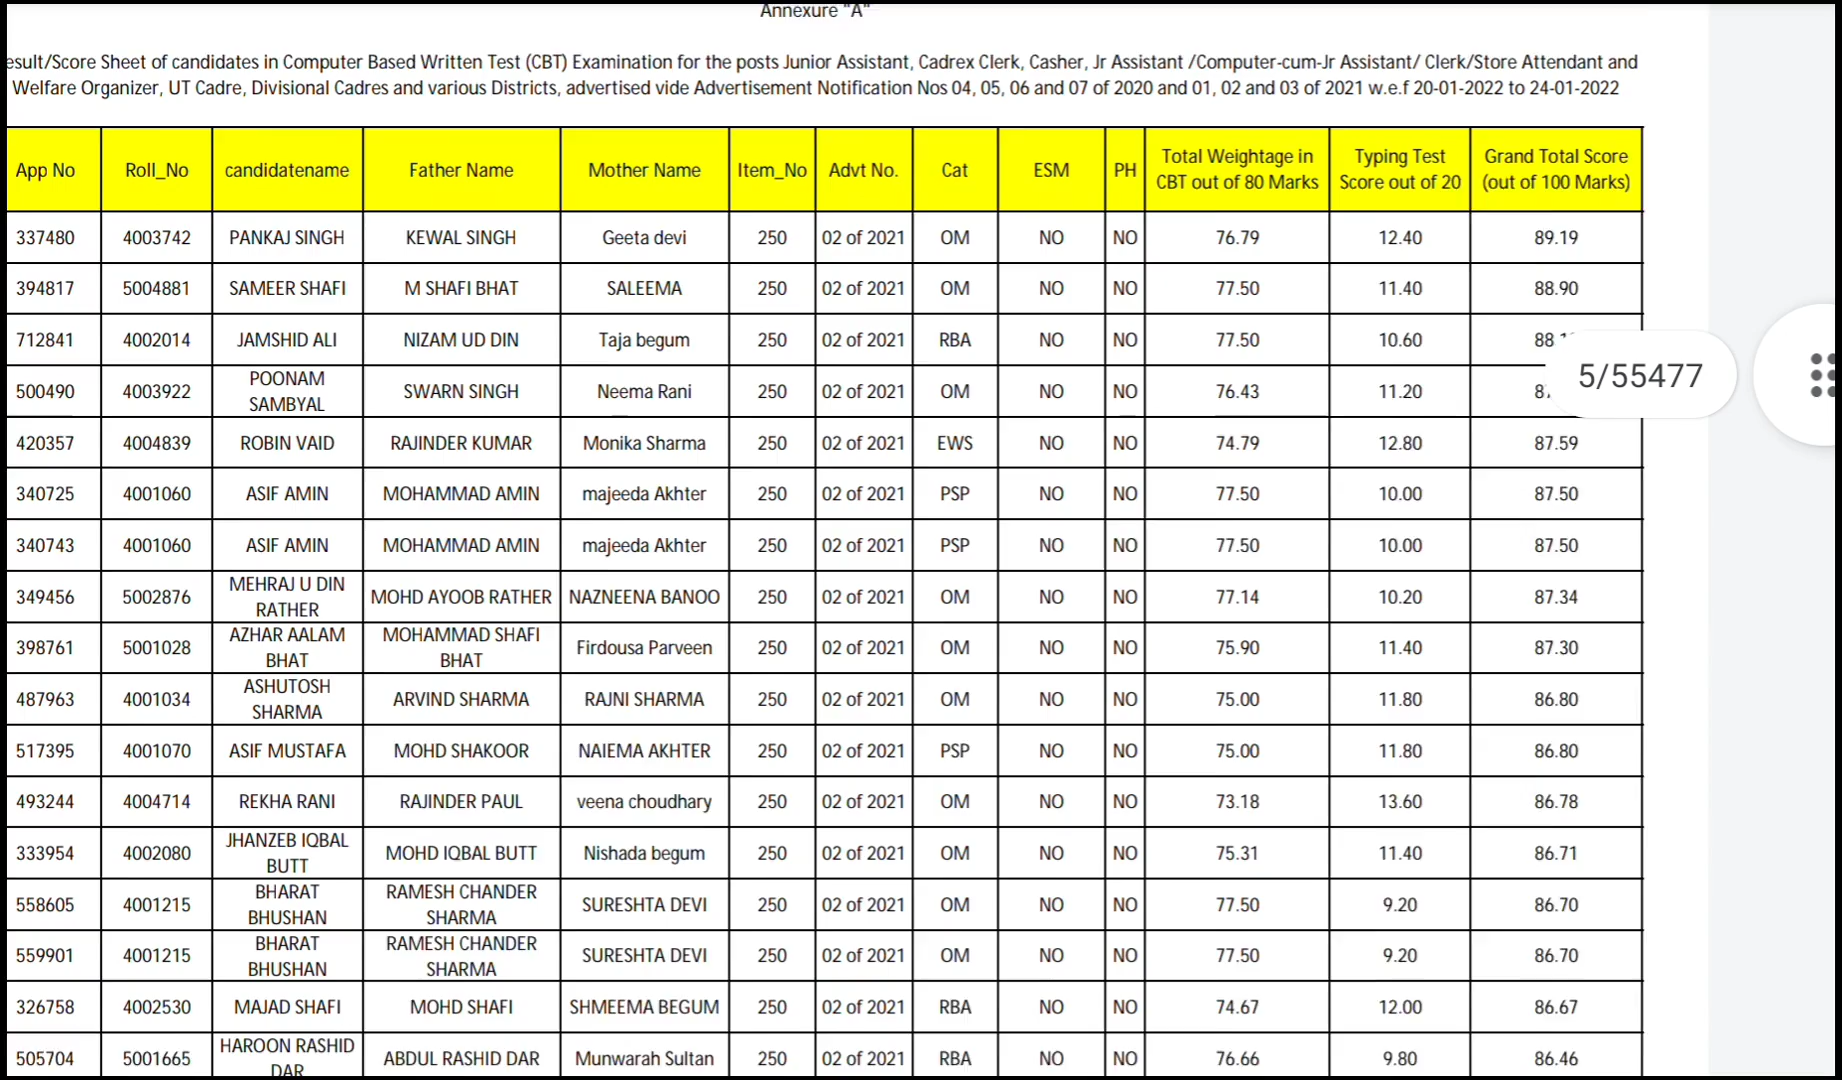 Annexure "A"
esult/Score Sheet of candidates in Computer Based Written Test (CBT) Examination for the posts Junior Assistant, Cadrex Clerk, Casher, Jr Assistant /Computer-cum-Jr Assistant/ Clerk/Store Attendant and
Welfare Organizer, UT Cadre, Divisional Cadres and various Districts, advertised vide Advertisement Notification Nos 04, 05, 06 and 07 of 2020 and 01, 02 and 03 of 2021 w.e.f 20-01-2022 to 24-01-2022
App No Roll_No candidatename Father Name Mother Name Item_No Advt No. Cat ESM PH Total Weightage in CBT out of 80 Marks Typing Test Score out of 20 Grand Total Score (out of 100 Marks)
337480 4003742 PANKAJ SINGH KEWAL SINGH Geeta devi 250 02 of 2021 OM NO NO 76.79 12.40 89.19
394817 5004881 SAMEER SHAFI M SHAFI BHAT SALEEMA 250 02 of 2021 OM NO NO 77.50 11.40 88.90
712841 4002014 JAMSHID ALI NIZAM UD DIN Taja begum 250 02 of 2021 RBA NO NO 77.50 10.60
5/55477
500490 4003922 POONAM SAMBYAL SWARN SINGH Neema Rani 250 02 of 2021 OM NO NO 76.43 11.20
420357 4004839 ROBIN VAID RAJINDER KUMAR Monika Sharma 250 02 of 2021 EWS NO NO 74.79 12.80 87.59
340725 4001060 ASIF AMIN MOHAMMAD AMIN majeeda Akhter 250 02 of 2021 PSP NO NO 77.50 10.00 87.50
340743 4001060 ASIF AMIN MOHAMMAD AMIN majeeda Akhter 250 02 of 2021 PSP NO NO 77.50 10.00 87.50
349456 5002876 MEHRAJ U DIN RATHER MOHD AYOOB RATHER NAZNEENA BANOO 250 02 of 2021 OM NO NO 77.14 10.20 87.34
398761 5001028 AZHAR AALAM BHAT MOHAMMAD SHAFI BHAT Firdousa Parveen 250 02 of 2021 OM NO NO 75.90 11.40 87.30
487963 4001034 ASHUTOSH SHARMA ARVIND SHARMA RAJNI SHARMA 250 02 of 2021 OM NO NO 75.00 11.80 86.80
517395 4001070 ASIF MUSTAFA MOHD SHAKOOR NAIEMA AKHTER 250 02 of 2021 PSP NO NO 75.00 11.80 86.80
493244 4004714 REKHA RANI RAJINDER PAUL veena choudhary 250 02 of 2021 OM NO NO 73.18 13.60 86.78
333954 4002080 JHANZEB IQBAL BUTT MOHD IQBAL BUTT Nishada begum 250 02 of 2021 OM NO NO 75.31 11.40 86.71
558605 4001215 BHARAT BHUSHAN RAMESH CHANDER SHARMA SURESHTA DEVI 250 02 of 2021 OM NO NO 77.50 9.20 86.70
559901 4001215 BHARAT BHUSHAN RAMESH CHANDER SHARMA SURESHTA DEVI 250 02 of 2021 OM NO NO 77.50 9.20 86.70
326758 4002530 MAJAD SHAFI MOHD SHAFI SHMEEMA BEGUM 250 02 of 2021 RBA NO NO 74.67 12.00 86.67
505704 5001665 HAROON RASHID DAR ABDUL RASHID DAR Munwarah Sultan 250 02 of 2021 RBA NO NO 76.66 9.80 86.46